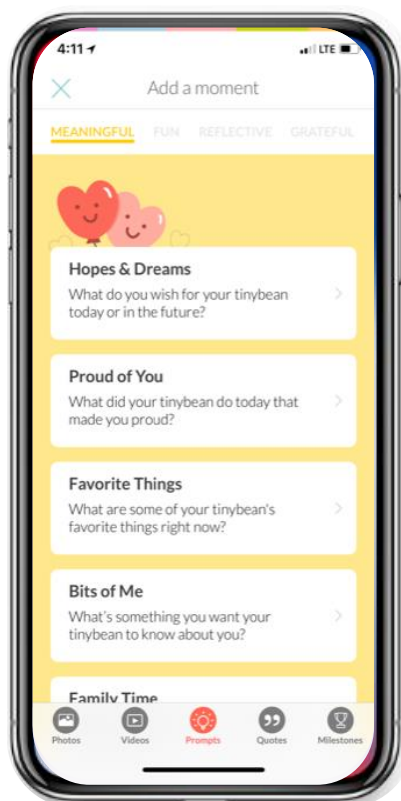 4:11 LTE
Add a moment
MEANINGFUL FUN REFLECTIVE GRATEFUL
Hopes & Dreams
What do you wish for your tinybean
today or in the future?
Proud of You
What did your tinybean do today that
made you proud?
Favorite Things
What are some of your tinybean's
favorite things right now?
Bits of Me
What's something you want your
tinybean to know about you?
Family Time
Photos Videos Prompts Quotes Milestones